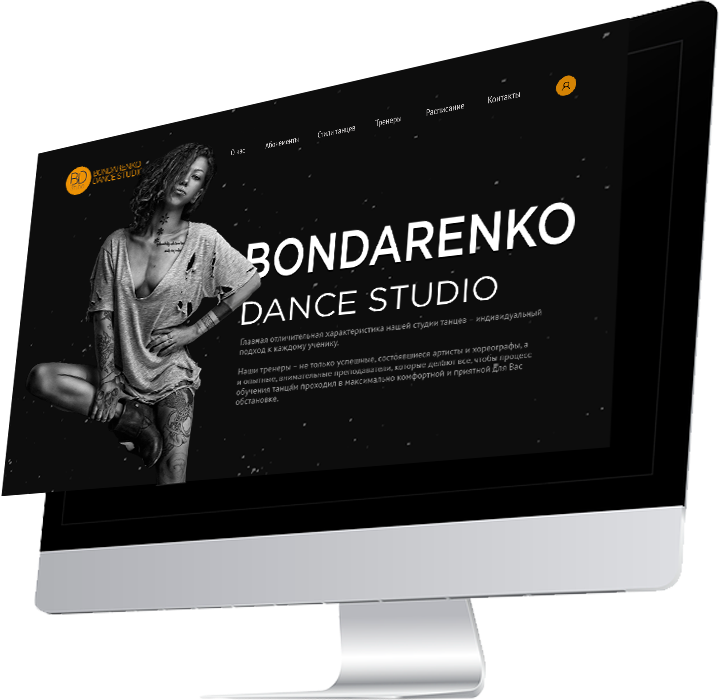 О нас
Абонементы
Стили танцев
Тренеры
Расписание
Контакты
BD
BONDARENKO
DANCE STUDIO
BONDARENKO
DANCE STUDIO
Главная отличительная характеристика нашей студии танцев – индивидуальный
подход к каждому ученику.
Наши тренеры – не только успешные, состоявшиеся артисты и хореографы, а
и опытные, внимательные преподаватели, которые делают все, чтобы процесс
обучения танцам проходил в максимально комфортной и приятной для Вас
обстановке.